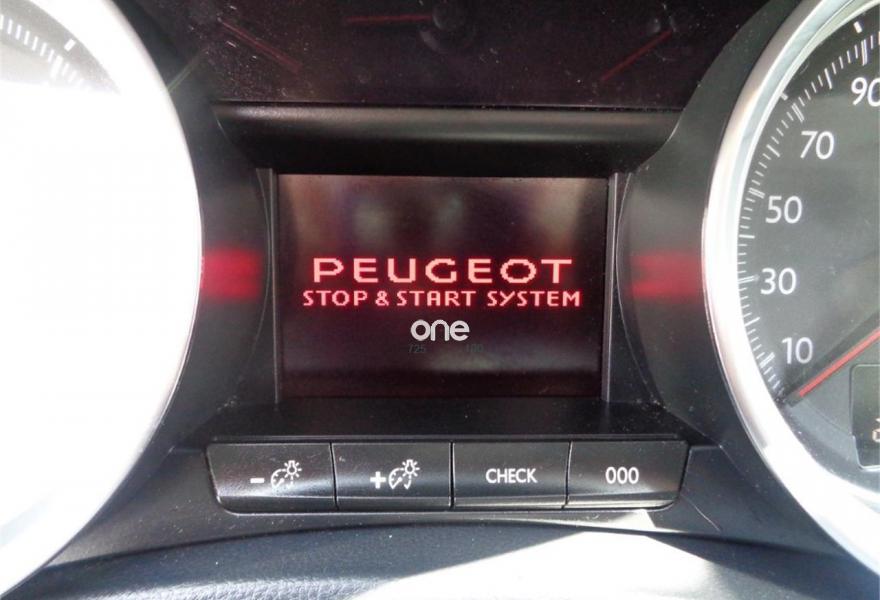 PEUGEOT
STOP & START SYSTEM
one
90
70
50
30
10
-
+
CHECK
000